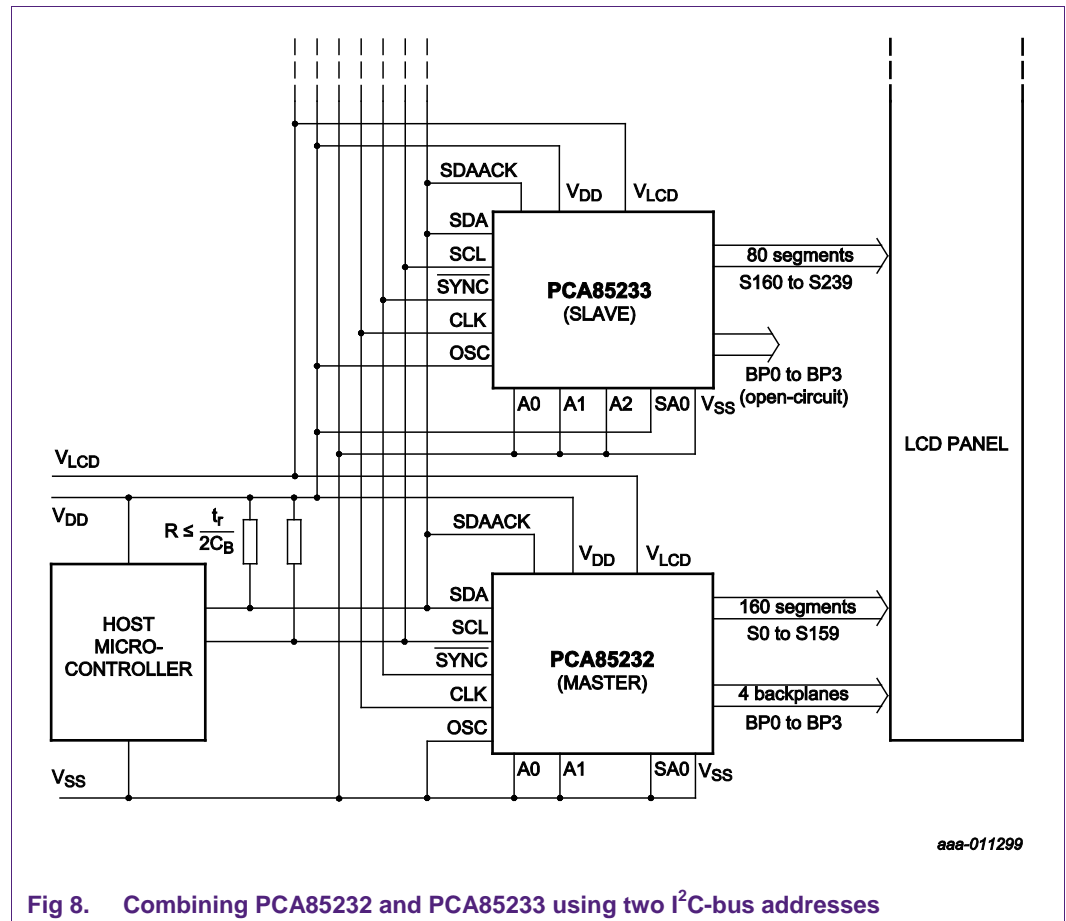 SDAACK
VDD
VLCD
SDA
SCL
SYNC
CLK
OSC
PCA85233
(SLAVE)
80 segments
S160 to S239
BP0 to BP3
(open-circuit)
A0 A1 A2 SA0 VSS
LCD PANEL
VLCD
VDD
R ≤ tr
2CB
SDAACK
VDD
VLCD
HOST
MICRO-
CONTROLLER
SDA
SCL
SYNC
CLK
OSC
PCA85232
(MASTER)
160 segments
S0 to S159
4 backplanes
BP0 to BP3
A0 A1 SA0 VSS
VSS
aaa-011299
Fig 8. Combining PCA85232 and PCA85233 using two I²C-bus addresses